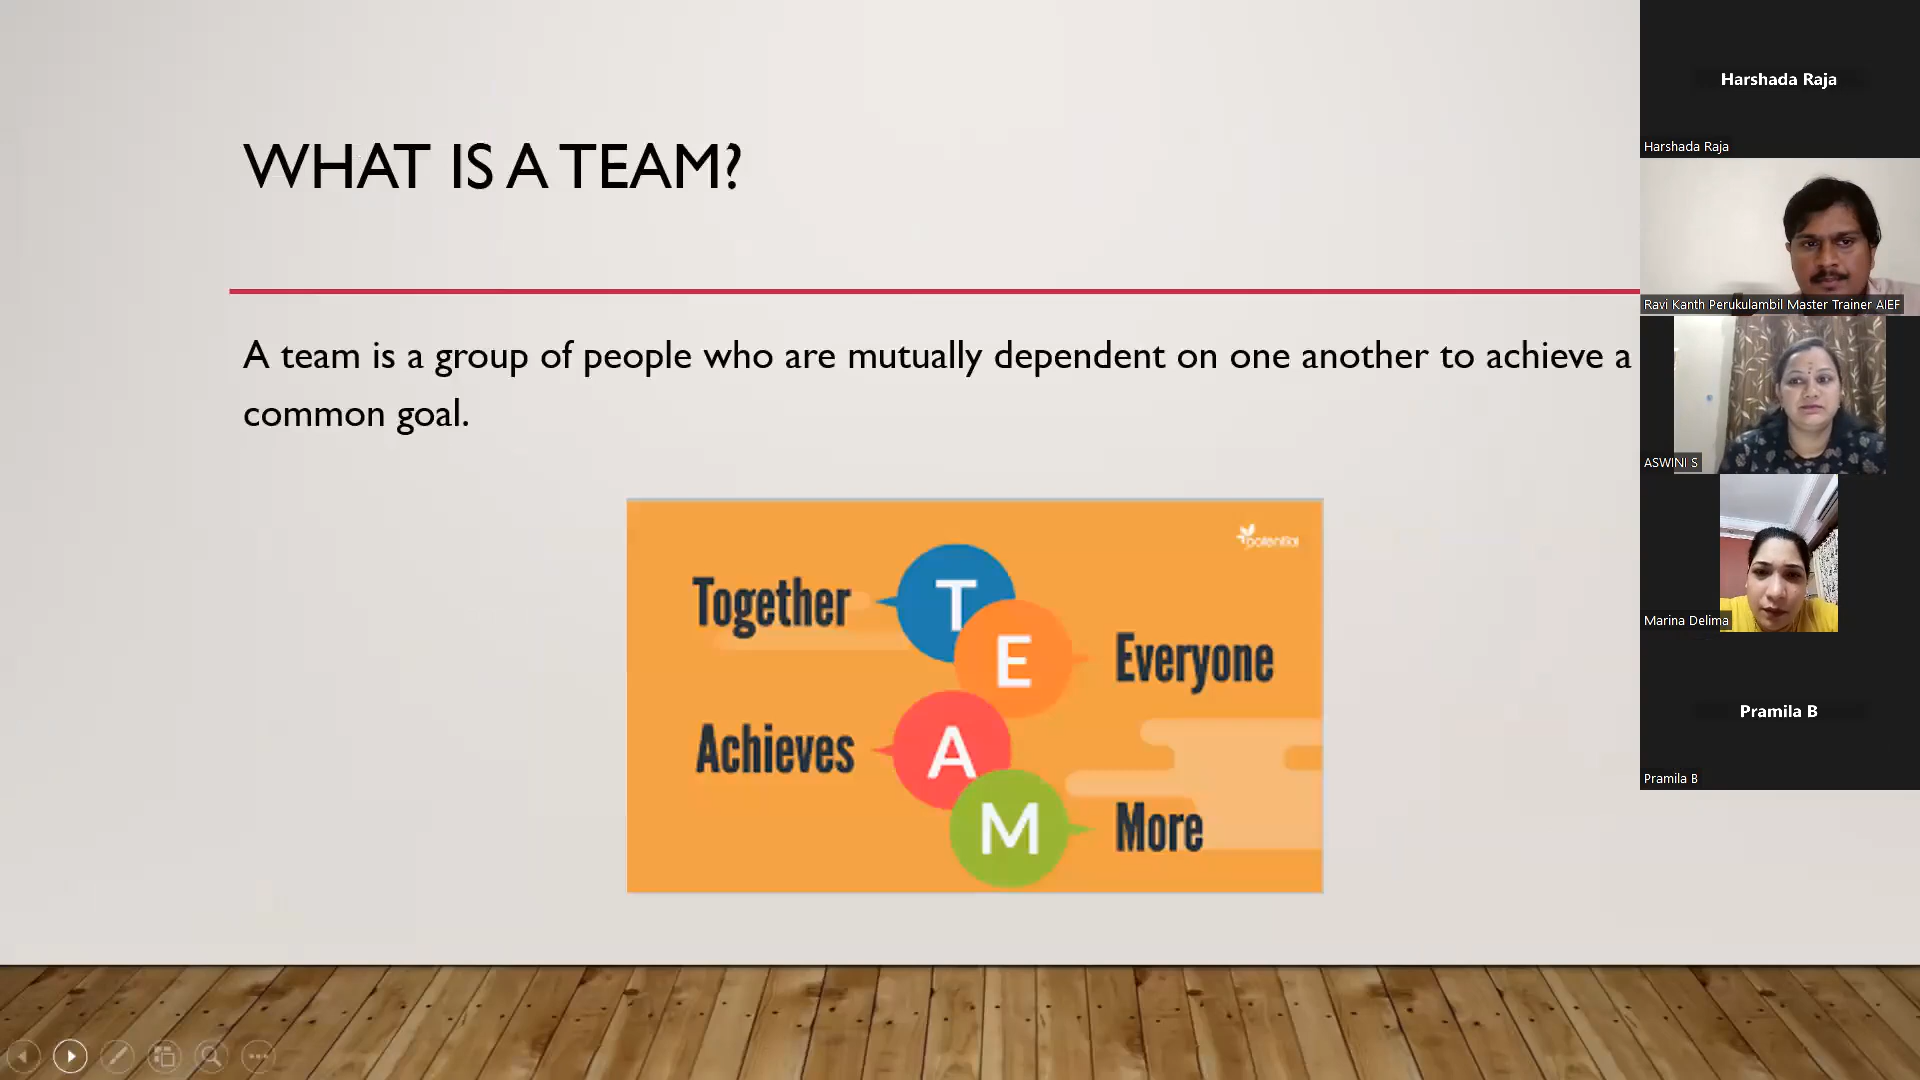 WHAT IS A TEAM?
A team is a group of people who are mutually dependent on one another to achieve a
common goal.
potential
Together
T
E
Everyone
Achieves
A
M
More
Harshada Raja
Harshada Raja
Ravi Kanth Perukulambil Master Trainer AIEF
ASWINI S
Marina Delima
Pramila B
Pramila B